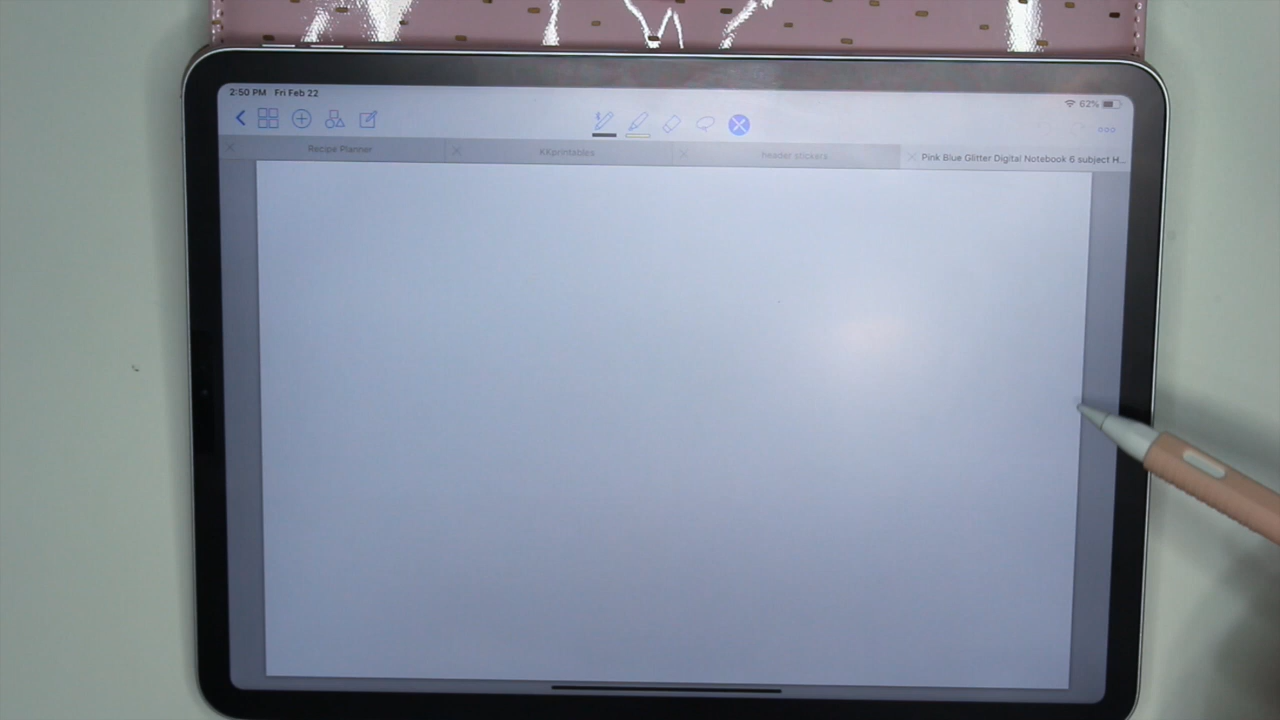 2:50 PM Fri Feb 22
62%
Recipe Planner
KKprintables
header stickers
Pink Blue Glitter Digital Notebook 6 subject H...